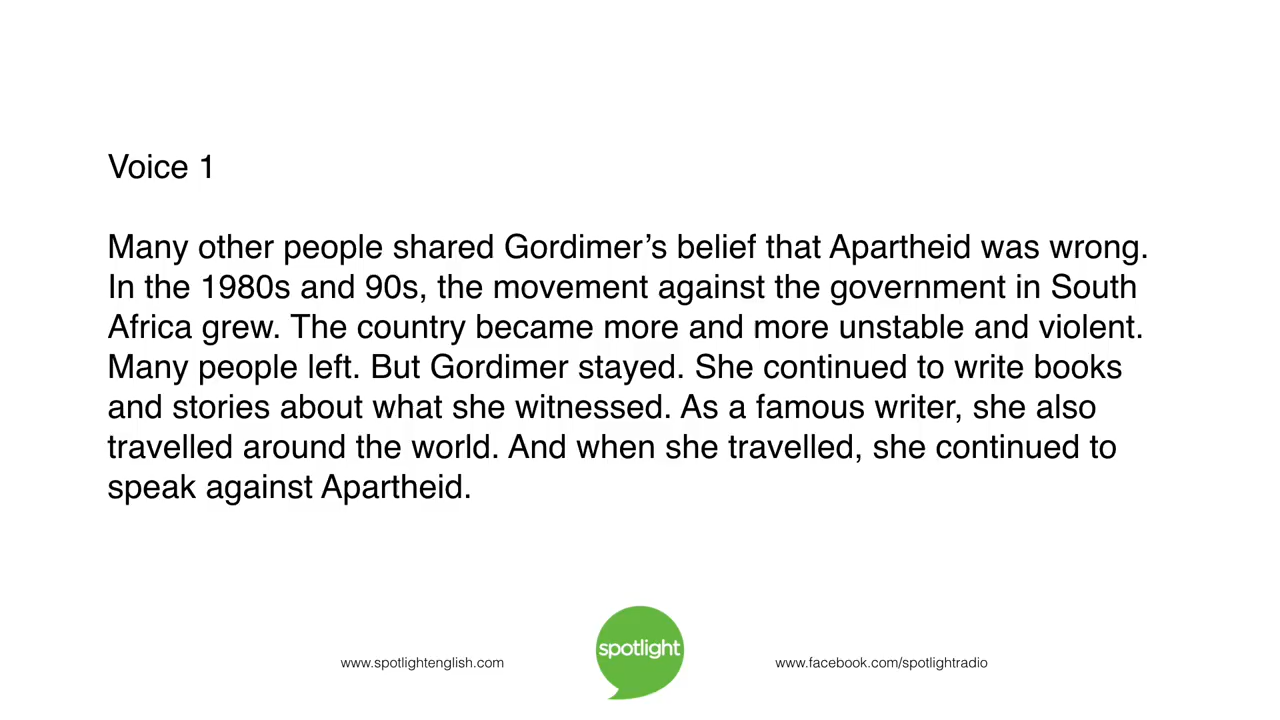 Voice 1
Many other people shared Gordimer’s belief that Apartheid was wrong.
In the 1980s and 90s, the movement against the government in South
Africa grew. The country became more and more unstable and violent.
Many people left. But Gordimer stayed. She continued to write books
and stories about what she witnessed. As a famous writer, she also
travelled around the world. And when she travelled, she continued to
speak against Apartheid.
spotlight
www.spotlightenglish.com
www.facebook.com/spotlightradio